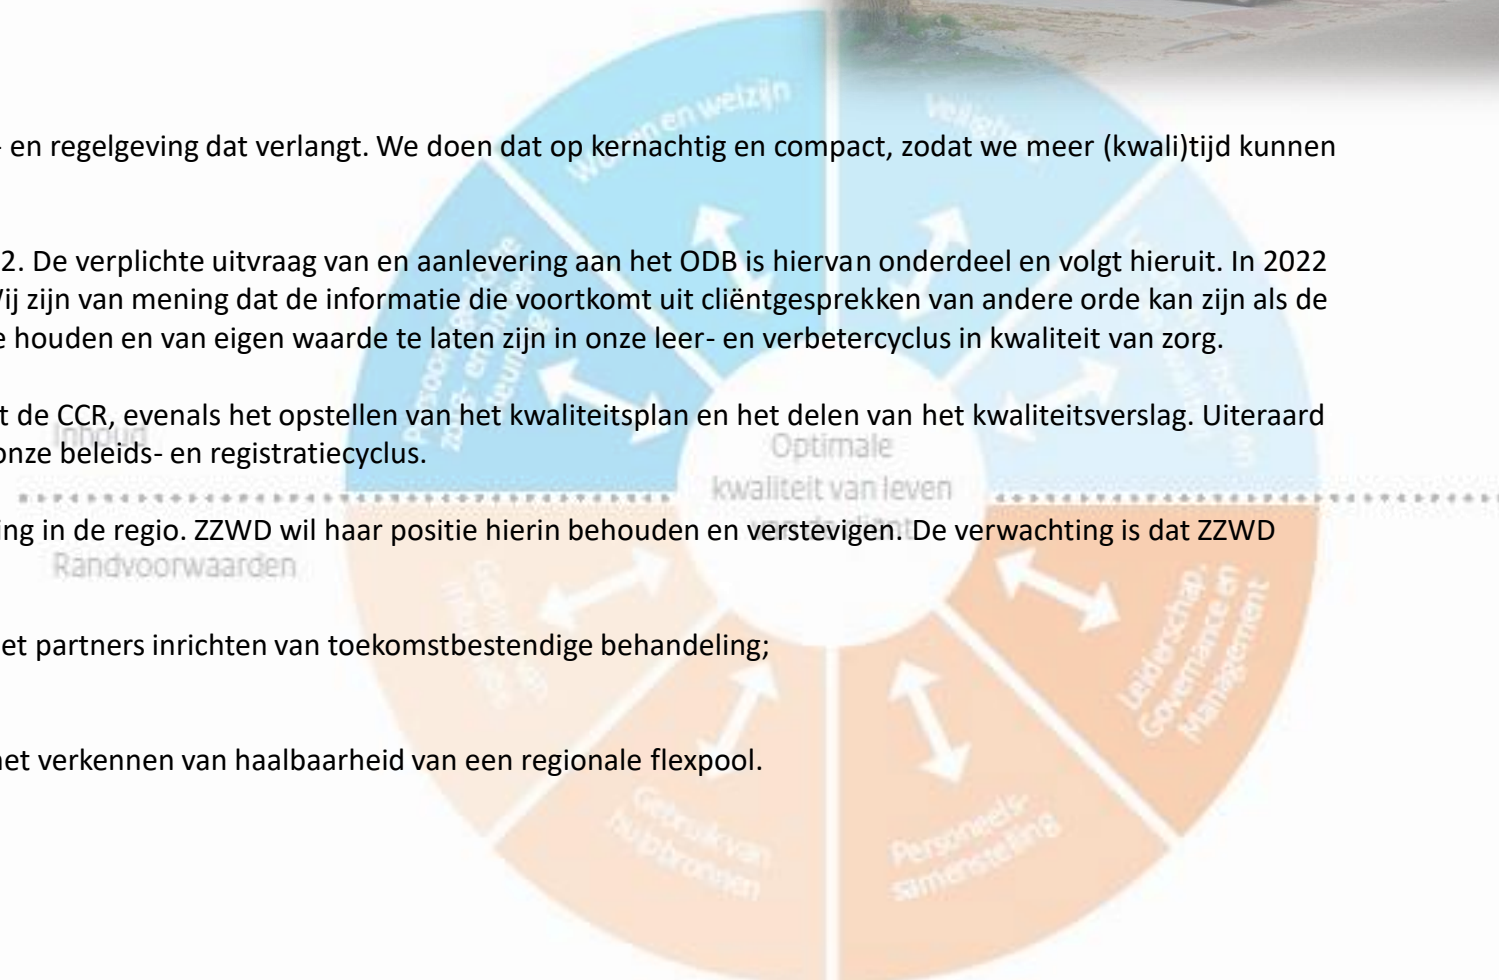 - en regelgeving dat verlangt. We doen dat op kernachtig en compact, zodat we meer (kwali)tijd kunnen
2. De verplichte uitvraag van en aanlevering aan het ODB is hiervan onderdeel en volgt hieruit. In 2022
Wij zijn van mening dat de informatie die voortkomt uit cliëntgesprekken van andere orde kan zijn als de
e houden en van eigen waarde te laten zijn in onze leer- en verbetercyclus in kwaliteit van zorg.
t de CCR, evenals het opstellen van het kwaliteitsplan en het delen van het kwaliteitsverslag. Uiteraard
onze beleids- en registratiecyclus.
ing in de regio. ZZWD wil haar positie hierin behouden en verstevigen. De verwachting is dat ZZWD
et partners inrichten van toekomstbestendige behandeling;
het verkennen van haalbaarheid van een regionale flexpool.
en welzijn
Veiligheid
Inhoud
Optimale
kwaliteit van leven
Randvoorwaarden
Leiderschap,
Governance en
Management
Gebruik van
hulpbronnen
Personeels-
samenstelling